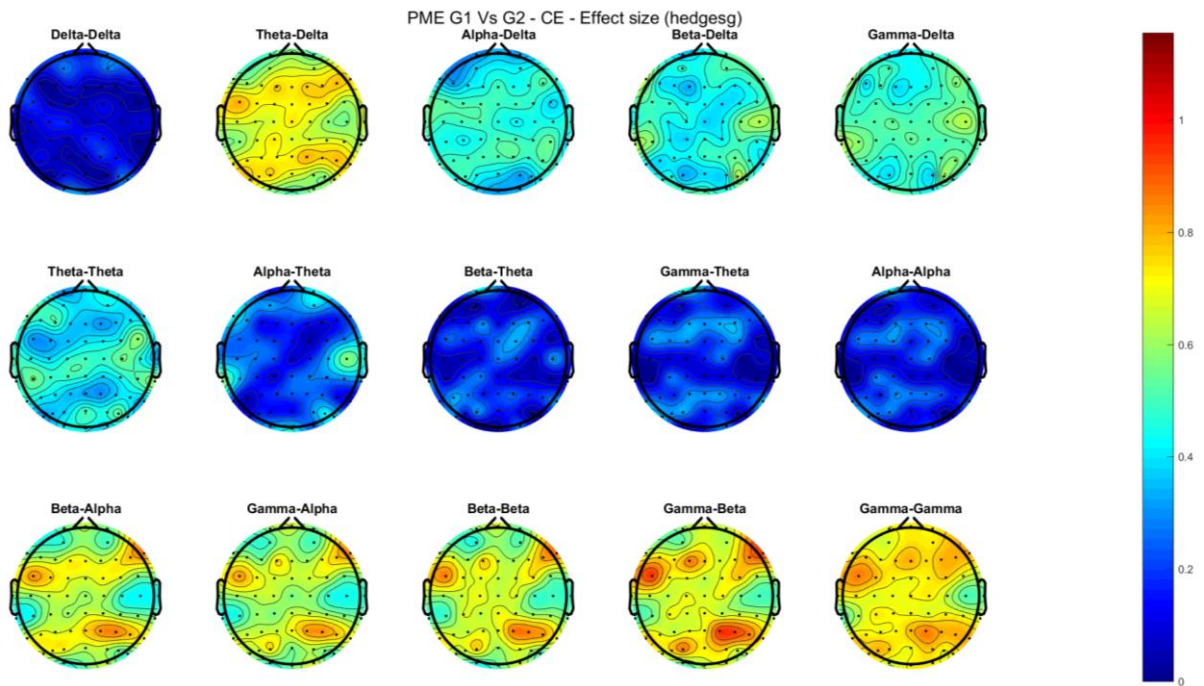 PME G1 Vs G2 - CE - Effect size (hedgesg)
Delta-Delta
Theta-Delta
Alpha-Delta
Beta-Delta
Gamma-Delta
Theta-Theta
Alpha-Theta
Beta-Theta
Gamma-Theta
Alpha-Alpha
Beta-Alpha
Gamma-Alpha
Beta-Beta
Gamma-Beta
Gamma-Gamma
1
0.8
0.6
0.4
0.2
0